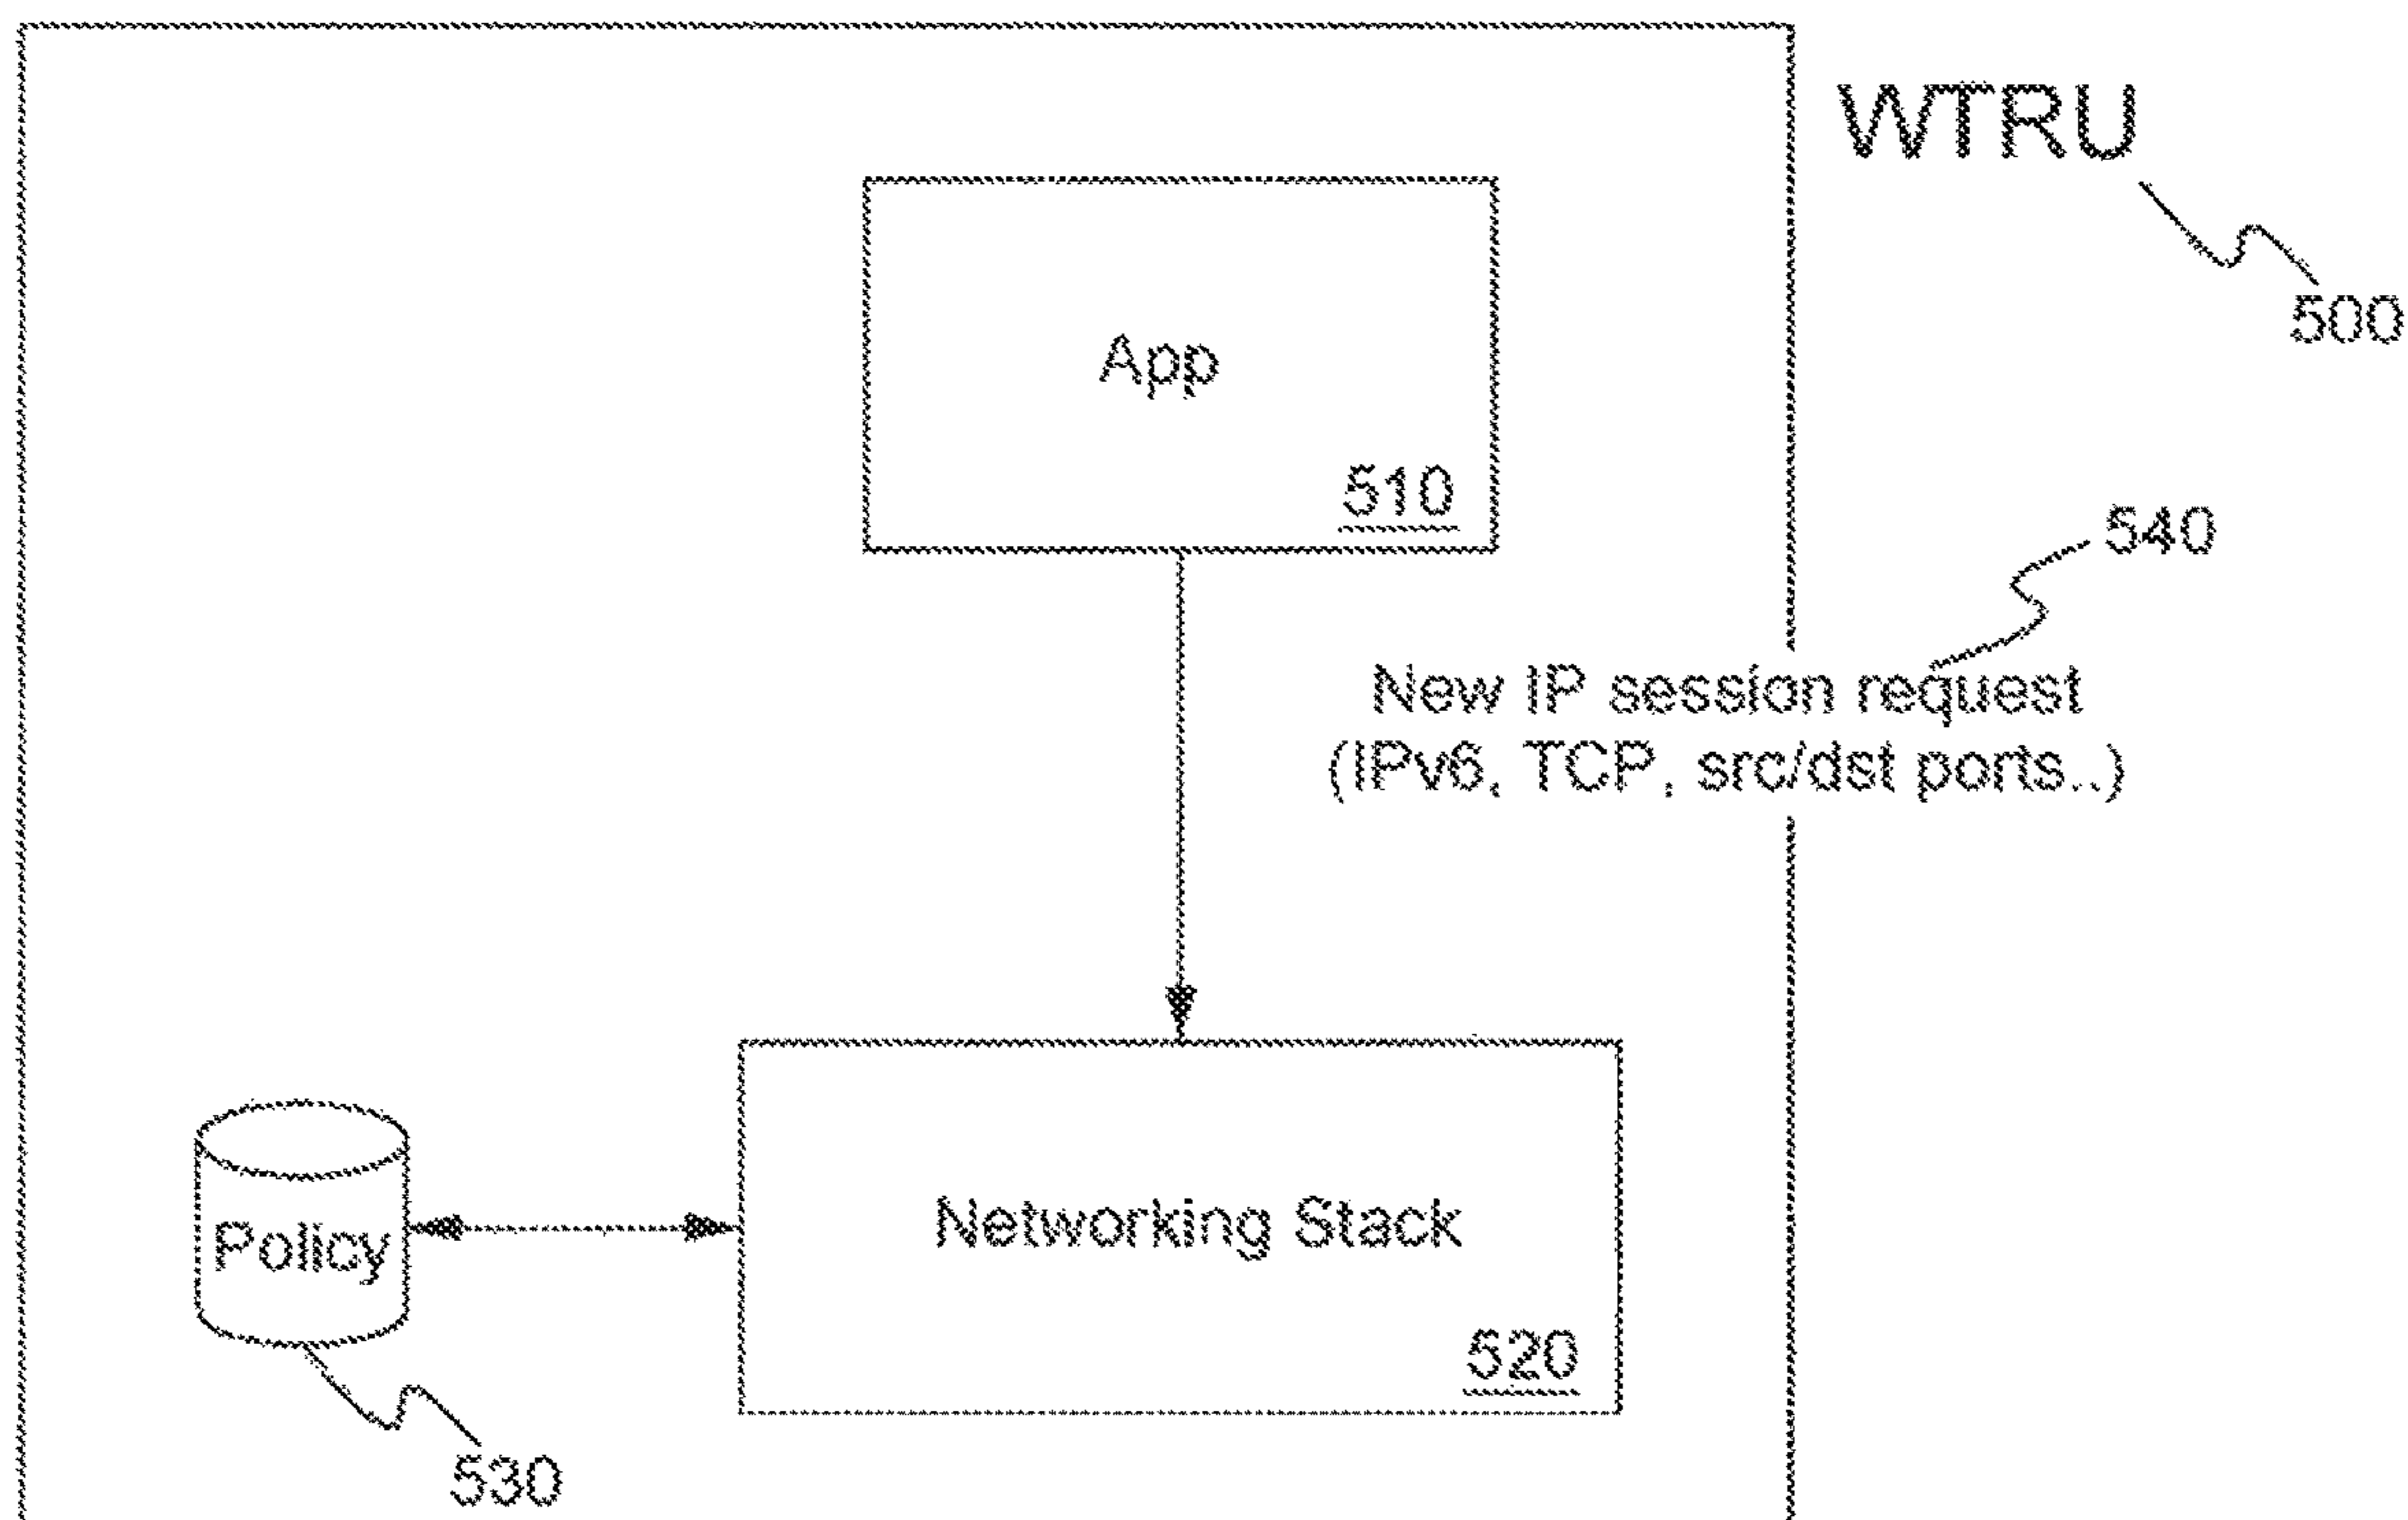 WTRU
500
App
510
540
New IP session request
(IPv6, TCP, src/dst ports..)
Policy
Networking Stack
520
530